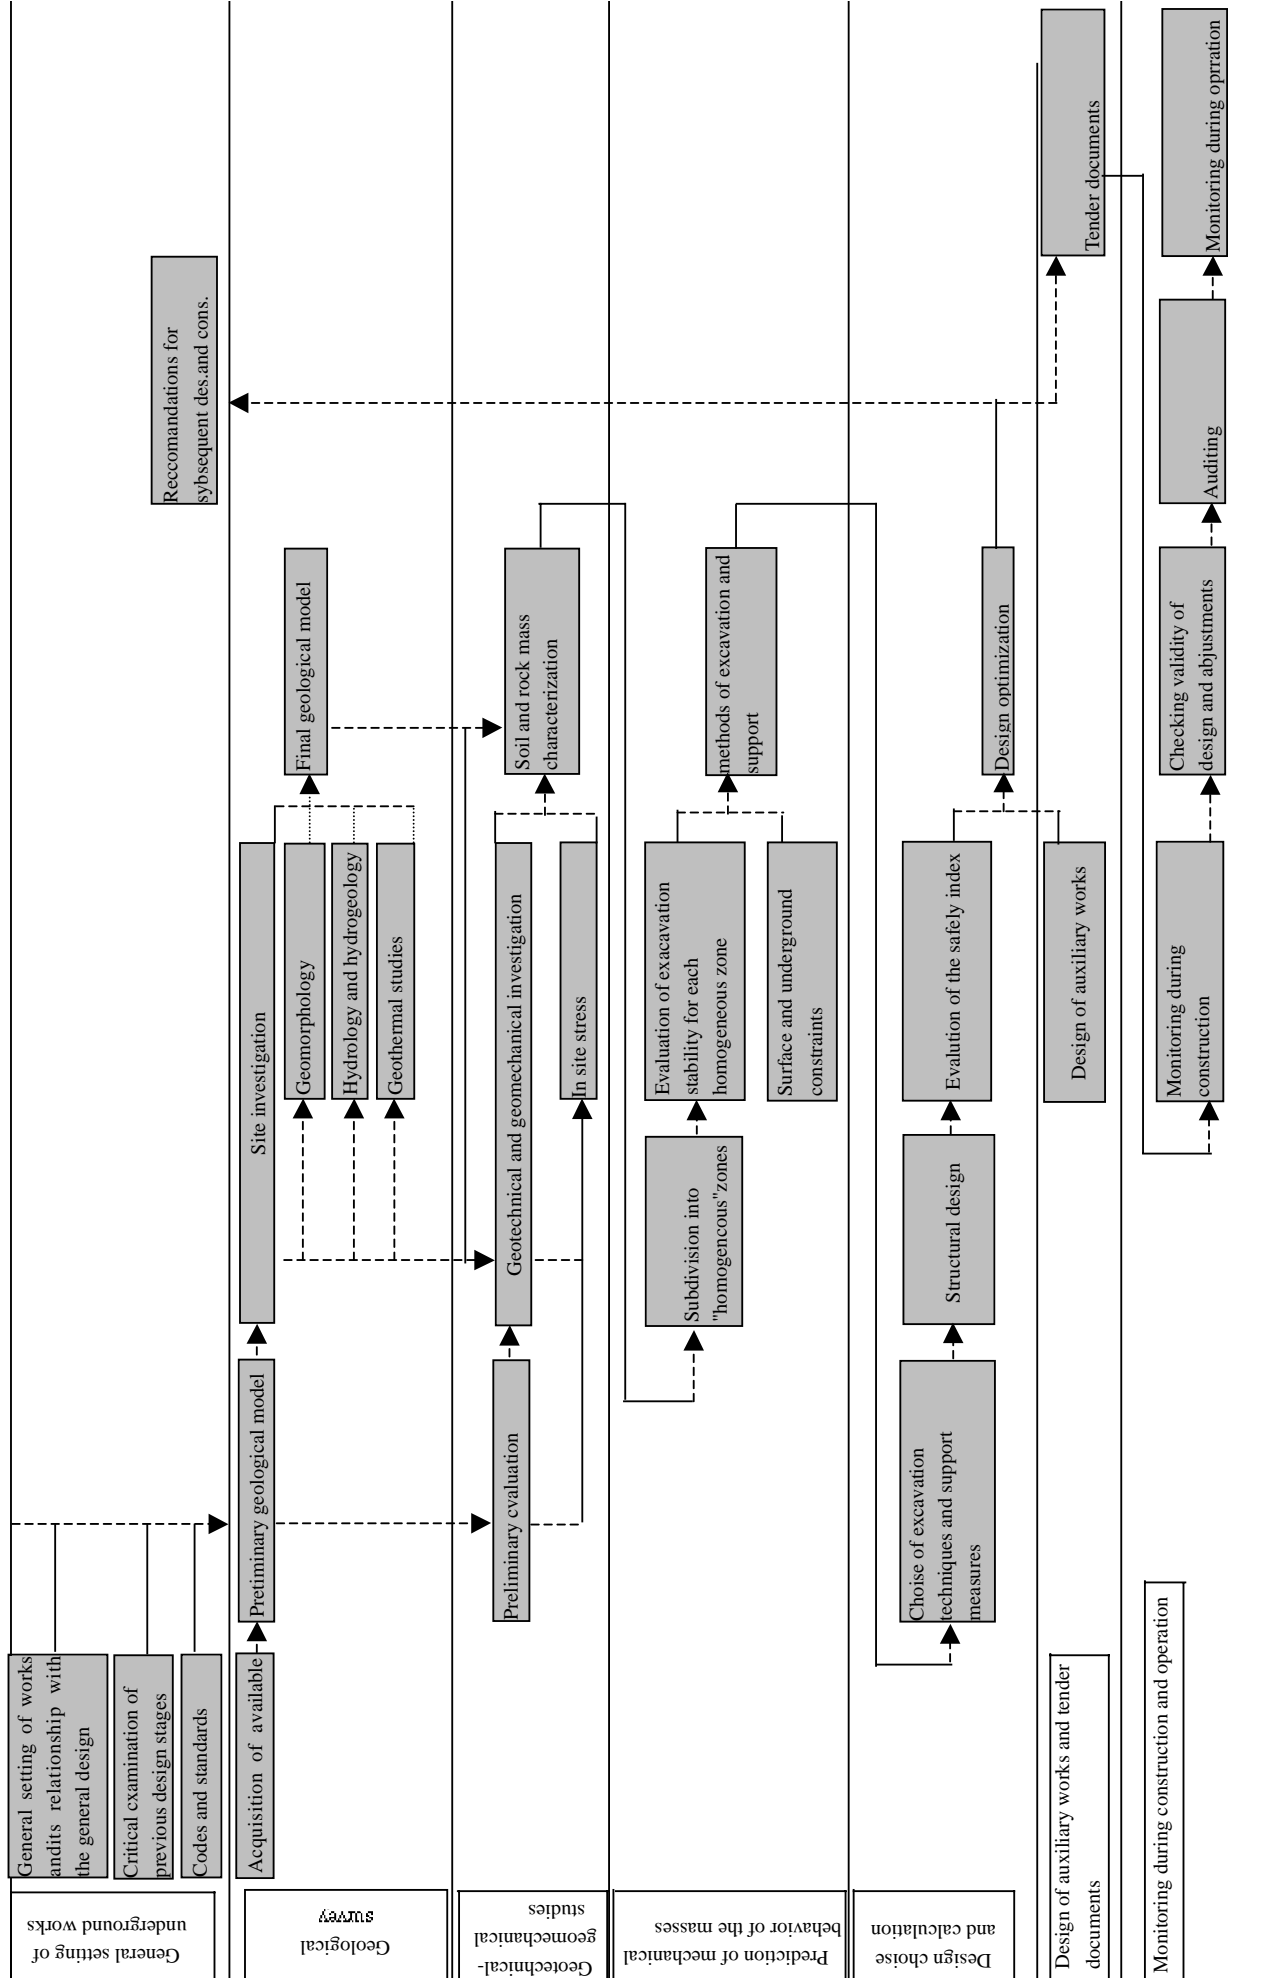 General setting of
underground works
General setting of works
andits relationship with
the general design
Critical cxamination of
previous design stages
Codes and standards
Reccomandations for
sybsequent des.and cons.
Geological
survey
Acquisition of available
Pretiminary geological model
Site investigation
Geomorphology
Hydrology and hydrogeology
Geothermal studies
Final geological model
Geotechnical-
geomechanical
studies
Preliminary cvaluation
Geotechnical and geomechanical investigation
In site stress
Soil and rock mass
characterization
Prediction of mechanical
behavior of the masses
Subdivision into
"homogencous"zones
Evaluation of exacavation
stability for each
homogeneous zone
Surface and underground
constraints
methods of excavation and
support
Design choise
and calculation
Choise of excavation
techniques and support
measures
Structural design
Evalution of the safely index
Design optimization
Design of auxiliary works and tender
documents
Design of auxiliary works
Tender documents
Monitoring during construction and operation
Monitoring during
construction
Checking validity of
design and abjustments
Auditing
Monitoring during opration